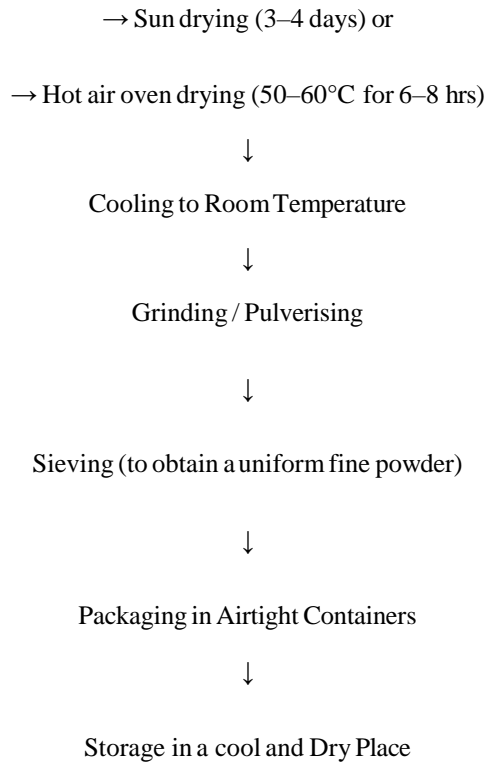 → Sun drying (3–4 days) or
→ Hot air oven drying (50–60°C for 6–8 hrs)
↓
Cooling to Room Temperature
↓
Grinding / Pulverising
↓
Sieving (to obtain a uniform fine powder)
↓
Packaging in Airtight Containers
↓
Storage in a cool and Dry Place